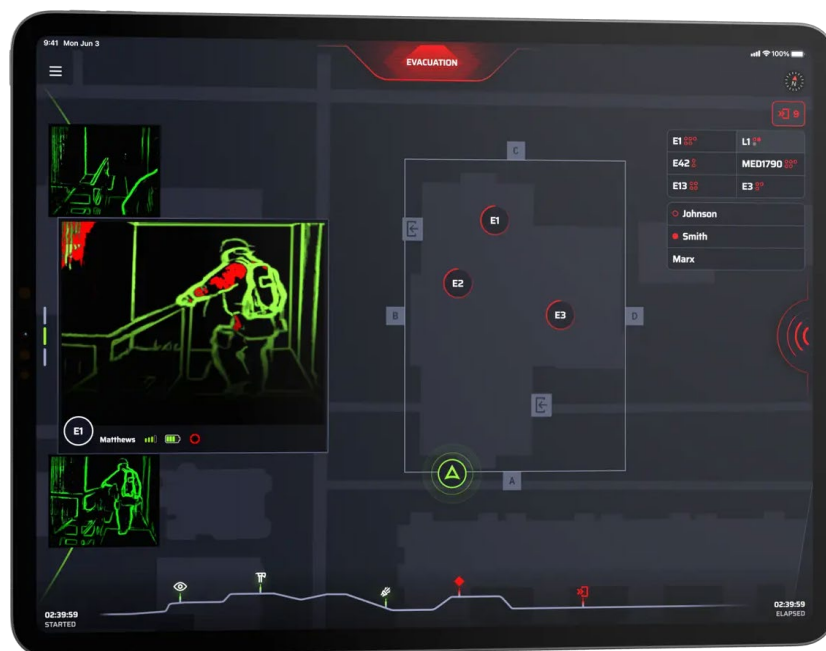 9:41 Mon Jun 3
100%
EVACUATION
N
9
E1
L1
E42
MED1790
E13
E3
Johnson
Smith
Marx
C
E1
E2
E3
B
D
A
E1
Matthews
02:39:59
STARTED
02:39:59
ELAPSED